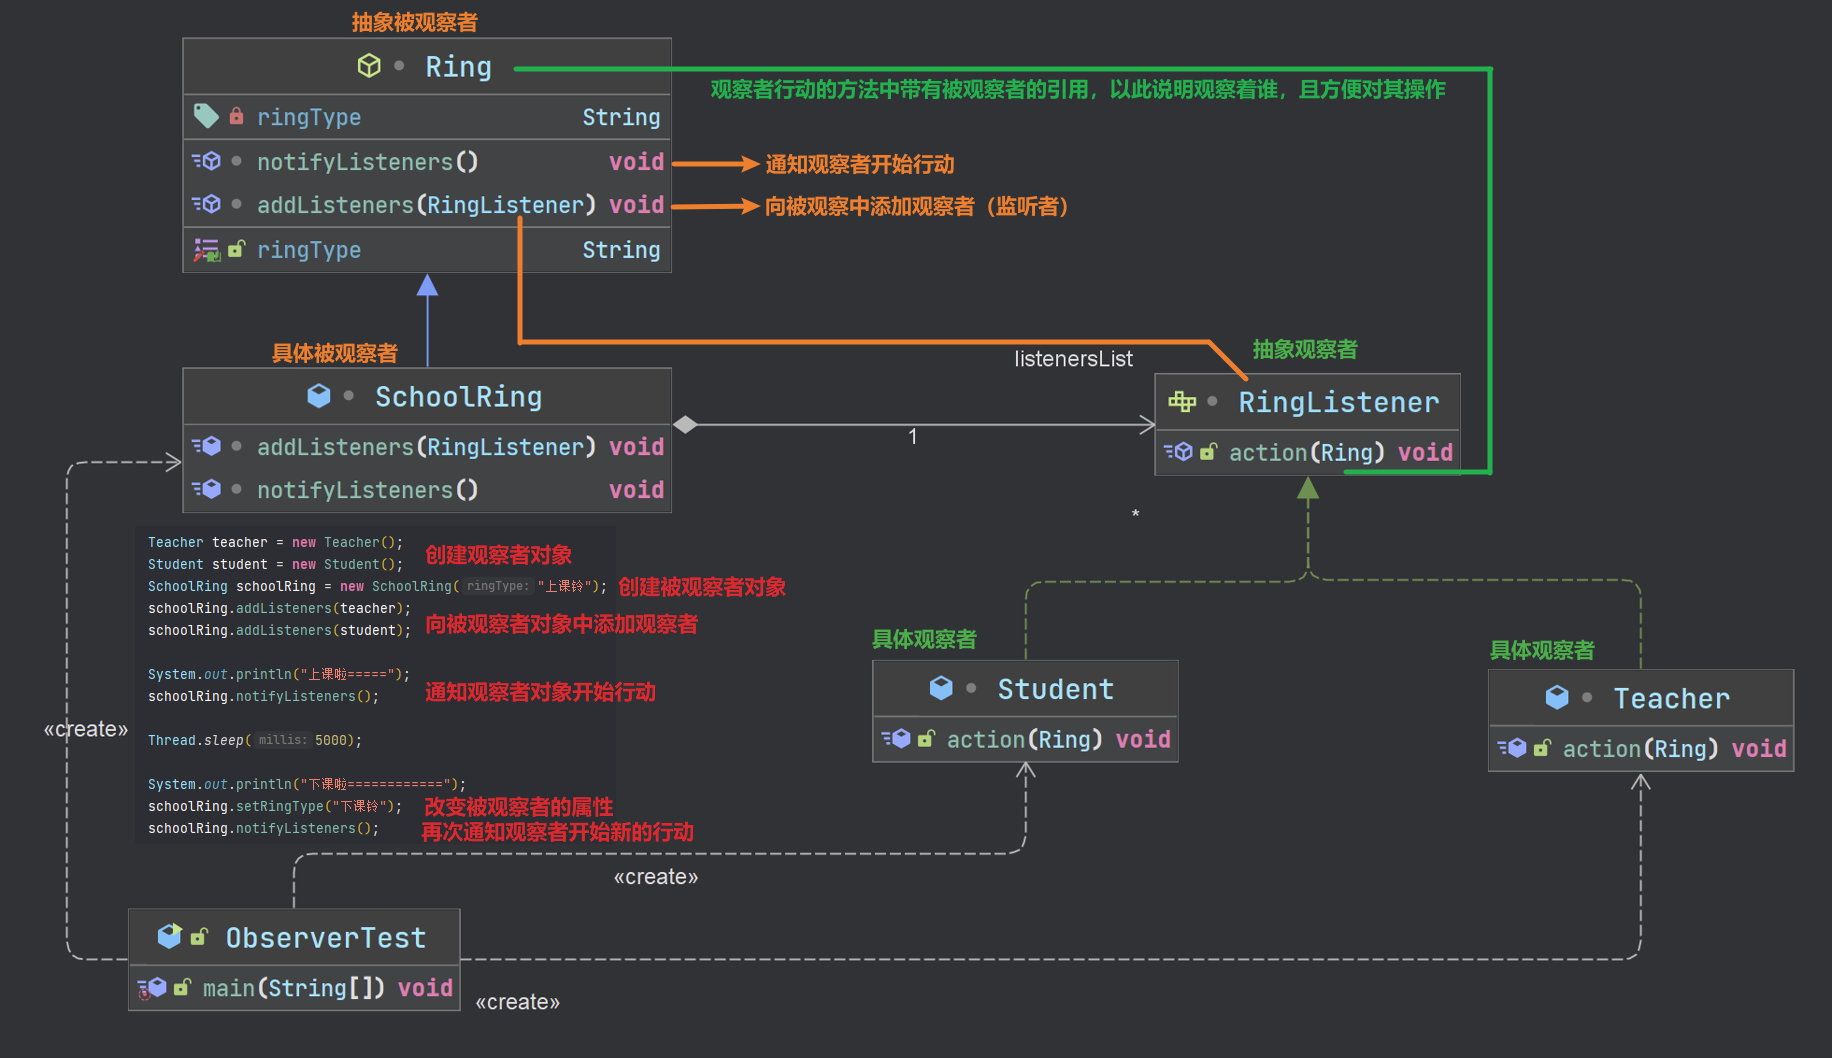 抽象被观察者
Ring
观察者行动的方法中带有被观察者的引用，以此说明观察着谁，且方便对其操作
ringType String
notifyListeners() void
通知观察者开始行动
addListeners(RingListener) void
向被观察中添加观察者（监听者）
ringType String
具体被观察者
抽象观察者
listenersList
SchoolRing
RingListener
addListeners(RingListener) void
1
action(Ring) void
notifyListeners() void
*
Teacher teacher = new Teacher();
创建观察者对象
Student student = new Student();
SchoolRing schoolRing = new SchoolRing( ringType: "上课铃"); 创建被观察者对象
schoolRing.addListeners(teacher);
向被观察者对象中添加观察者
schoolRing.addListeners(student);
具体观察者
具体观察者
System.out.println("上课啦=====");
schoolRing.notifyListeners();
通知观察者对象开始行动
Student
Teacher
«create»
Thread.sleep( millis: 5000);
action(Ring) void
action(Ring) void
System.out.println("下课啦============");
schoolRing.setRingType("下课铃");
改变被观察者的属性
schoolRing.notifyListeners();
再次通知观察者开始新的行动
«create»
ObserverTest
main(String[]) void
«create»